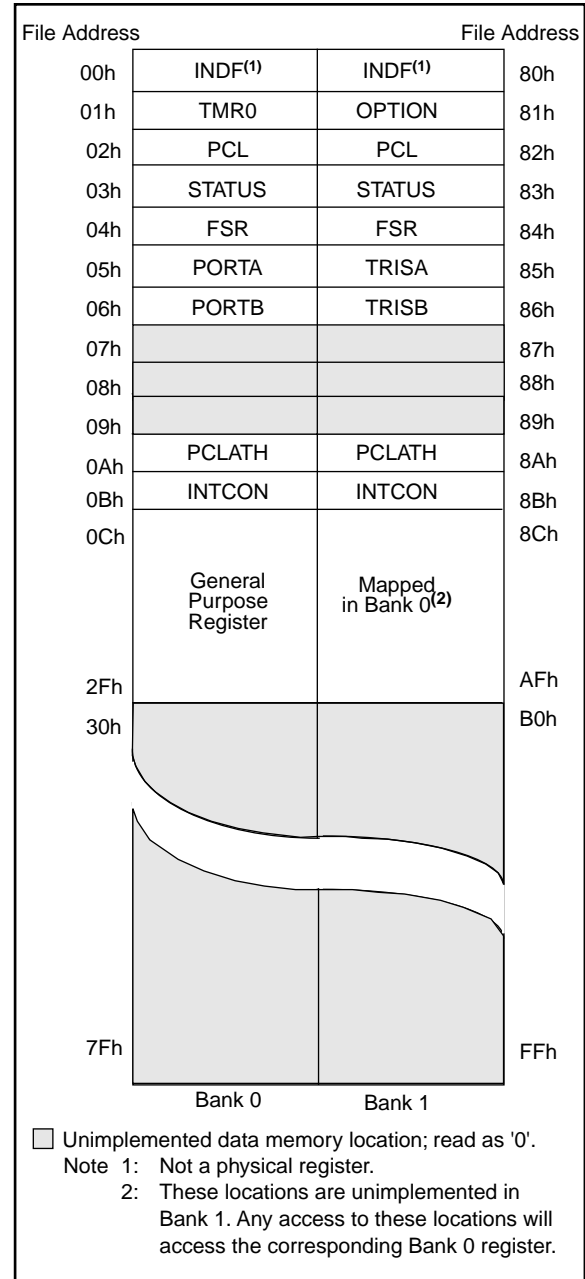 File Address File Address
00h INDF(1) INDF(1) 80h
01h TMR0 OPTION 81h
02h PCL PCL 82h
03h STATUS STATUS 83h
04h FSR FSR 84h
05h PORTA TRISA 85h
06h PORTB TRISB 86h
07h 87h
08h 88h
09h 89h
0Ah PCLATH PCLATH 8Ah
0Bh INTCON INTCON 8Bh
0Ch 8Ch
General Mapped
Purpose in Bank 0(2)
Register
2Fh AFh
30h B0h
7Fh FFh
Bank 0 Bank 1
Unimplemented data memory location; read as '0'.
Note 1: Not a physical register.
2: These locations are unimplemented in
Bank 1. Any access to these locations will
access the corresponding Bank 0 register.